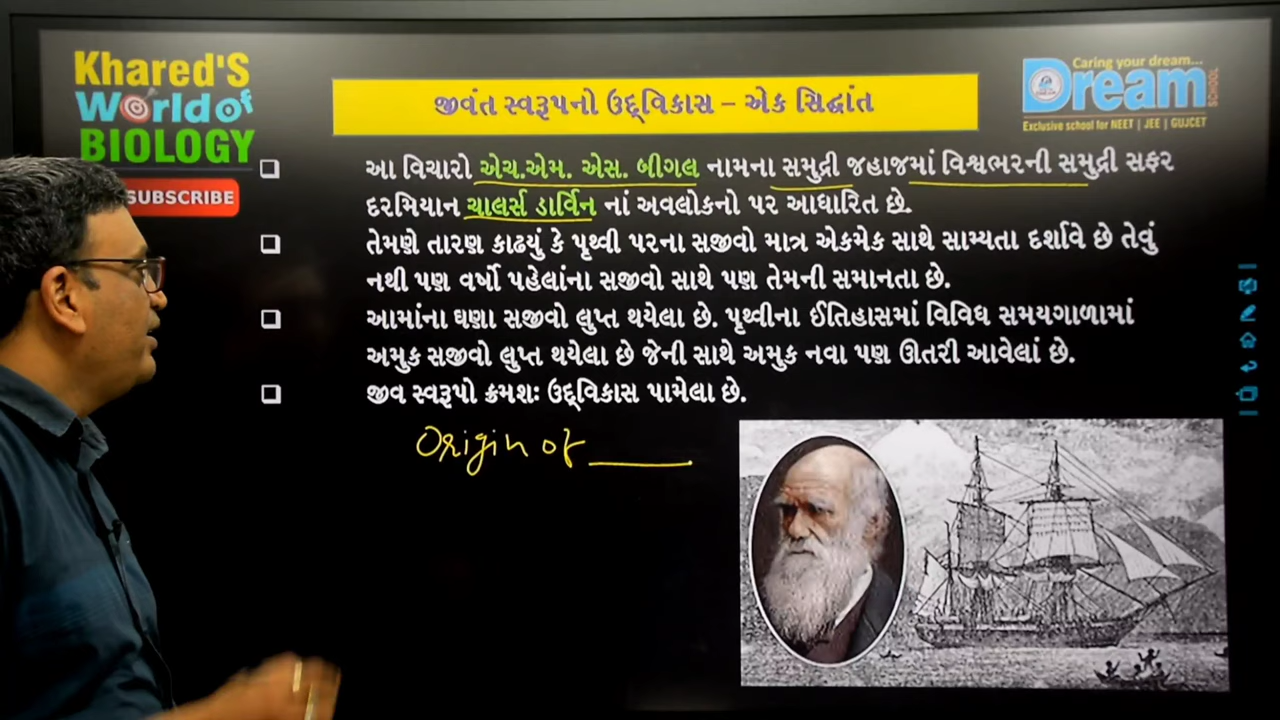 Khared'S
World of
BIOLOGY
SUBSCRIBE
જીવંત સ્વરૂપનો ઉદ્‌વિકાસ – એક સિદ્ધાંત
Caring your dream...
Dream
SCHOOL
Exclusive school for NEET | JEE | GUJCET
❑ આ વિચારો એચ.એમ. એસ. બીગલ નામના સમુદ્રી જહાજમાં વિશ્વભરની સમુદ્રી સફર
દરમિયાન ચાલર્સ ડાર્વિન નાં અવલોકનો પર આધારિત છે.
❑ તેમણે તારણ કાઢયું કે પૃથ્વી પરના સજીવો માત્ર એકમેક સાથે સામ્યતા દર્શાવે છે તેવું
નથી પણ વર્ષો પહેલાંના સજીવો સાથે પણ તેમની સમાનતા છે.
❑ આમાંના ઘણા સજીવો લુપ્ત થયેલા છે. પૃથ્વીના ઈતિહાસમાં વિવિધ સમયગાળામાં
અમુક સજીવો લુપ્ત થયેલા છે જેની સાથે અમુક નવા પણ ઊતરી આવેલાં છે.
❑ જીવ સ્વરૂપો ક્રમશઃ ઉદ્‌વિકાસ પામેલા છે.
Origin of ______